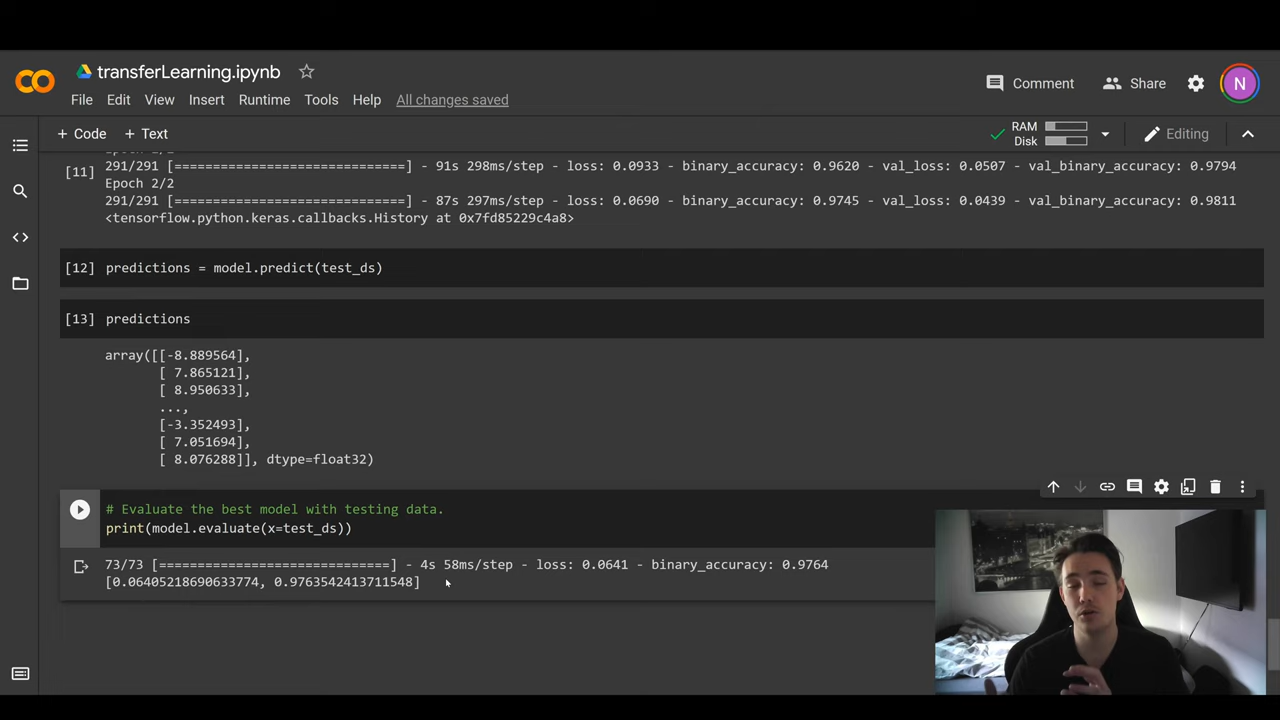 transferLearning.ipynb
File Edit View Insert Runtime Tools Help All changes saved
Comment
Share
N
+ Code + Text
RAM
Disk
Editing
[11]
291/291 [==============================] - 91s 298ms/step - loss: 0.0933 - binary_accuracy: 0.9620 - val_loss: 0.0507 - val_binary_accuracy: 0.9794
Epoch 2/2
291/291 [==============================] - 87s 297ms/step - loss: 0.0690 - binary_accuracy: 0.9745 - val_loss: 0.0439 - val_binary_accuracy: 0.9811
<tensorflow.python.keras.callbacks.History at 0x7fd85229c4a8>
[12] predictions = model.predict(test_ds)
[13] predictions
array([[-8.889564],
[ 7.865121],
[ 8.950633],
...,
[-3.352493],
[ 7.051694],
[ 8.076288]], dtype=float32)
# Evaluate the best model with testing data.
print(model.evaluate(x=test_ds))
73/73 [==============================] - 4s 58ms/step - loss: 0.0641 - binary_accuracy: 0.9764
[0.06405218690633774, 0.9763542413711548]